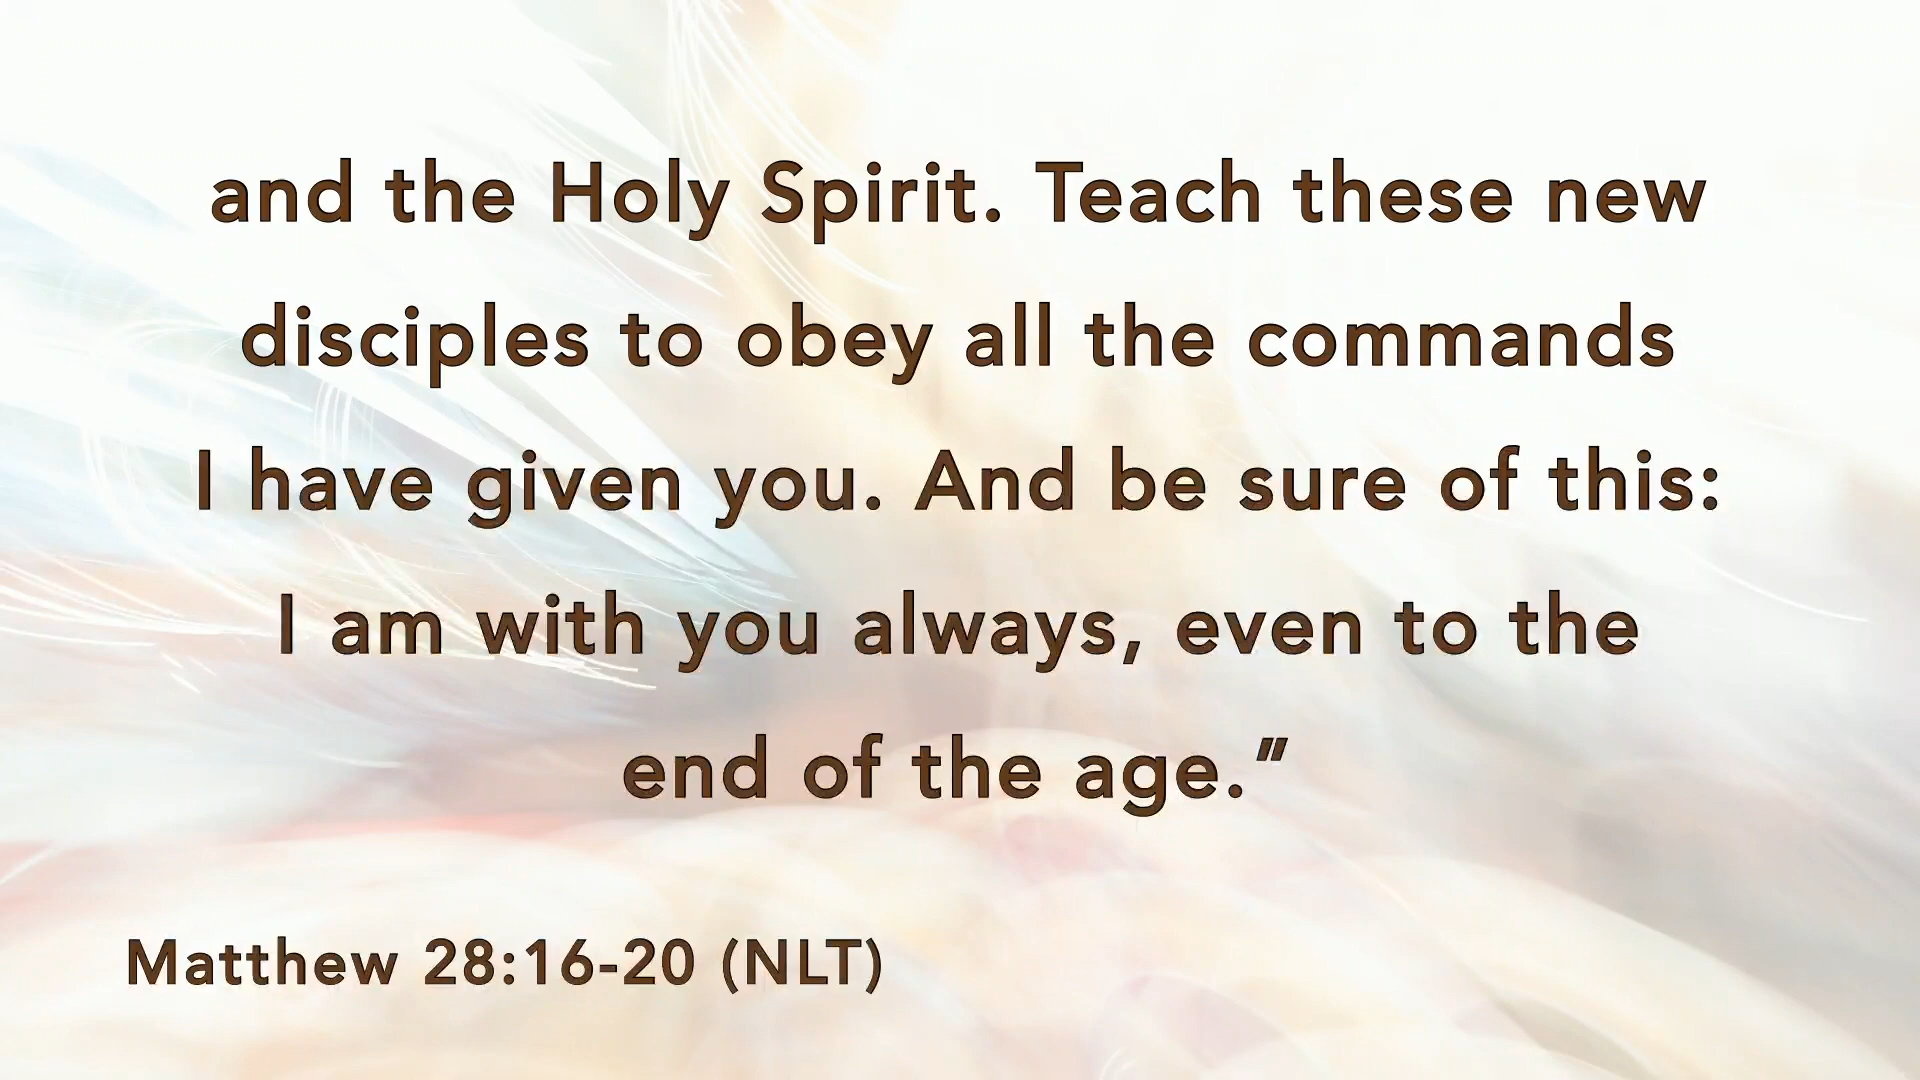 and the Holy Spirit. Teach these new
disciples to obey all the commands
I have given you. And be sure of this:
I am with you always, even to the
end of the age.”
Matthew 28:16-20 (NLT)